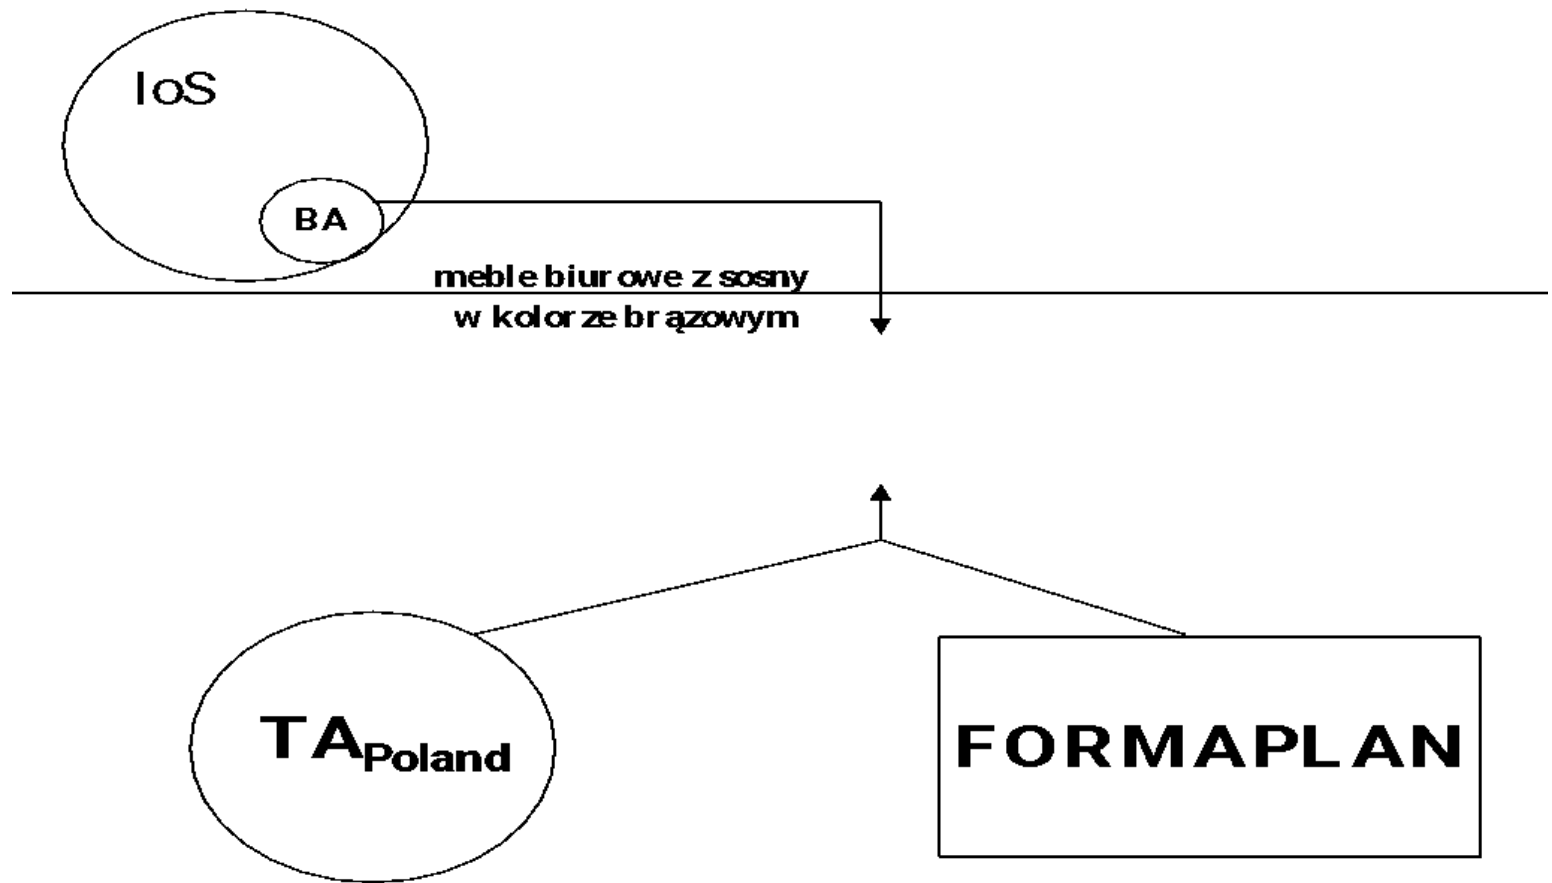 IoS
BA
meble biurowe z sosny
w kolorze brązowym
TAPoland
FORMAPLAN